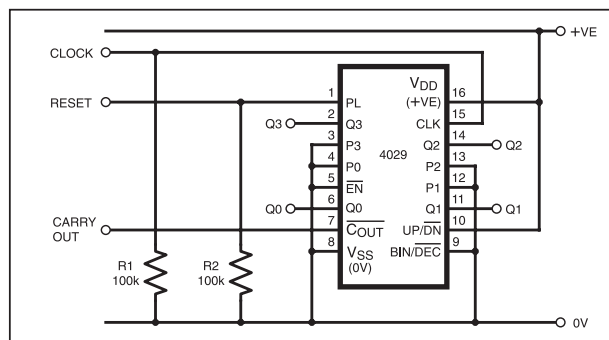 +VE
CLOCK
RESET
Q3
Q0
CARRY
OUT
R1
100k
R2
100k
1 PL
2 Q3
3 P3
4 P0
5 EN
6 Q0
7 COUT
8 VSS
(0V)
4029
VDD
(+VE) 16
CLK 15
Q2 14
P2 13
P1 12
Q1 11
UP/DN 10
BIN/DEC 9
Q2
Q1
0V